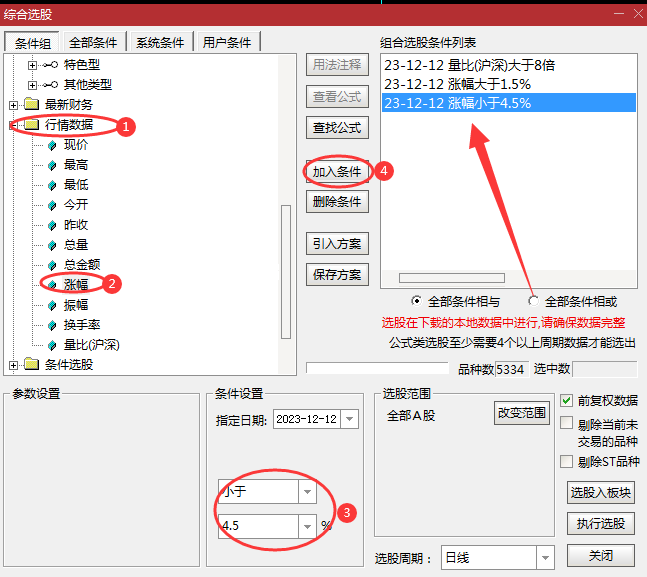 综合选股
条件组 全部条件 系统条件 用户条件
特色型
其他类型
最新财务
行情数据 1
现价
最高
最低
今开
昨收
总量
总金额
涨幅 2
振幅
换手率
量比(沪深)
条件选股
用法注释
查看公式
查找公式
加入条件 4
删除条件
引入方案
保存方案
组合选股条件列表
23-12-12 量比(沪深)大于8倍
23-12-12 涨幅大于1.5%
23-12-12 涨幅小于4.5%
全部条件相与 全部条件相或
选股在下载的本地数据中进行,请确保数据完整
公式类选股至少需要4个以上周期数据才能选出
品种数 5334 选中数
参数设置
条件设置
指定日期: 2023-12-12
小于
4.5 %
3
选股范围
全部A股 改变范围
选股周期： 日线
前复权数据
剔除当前未
交易的品种
剔除ST品种
选股入板块
执行选股
关闭